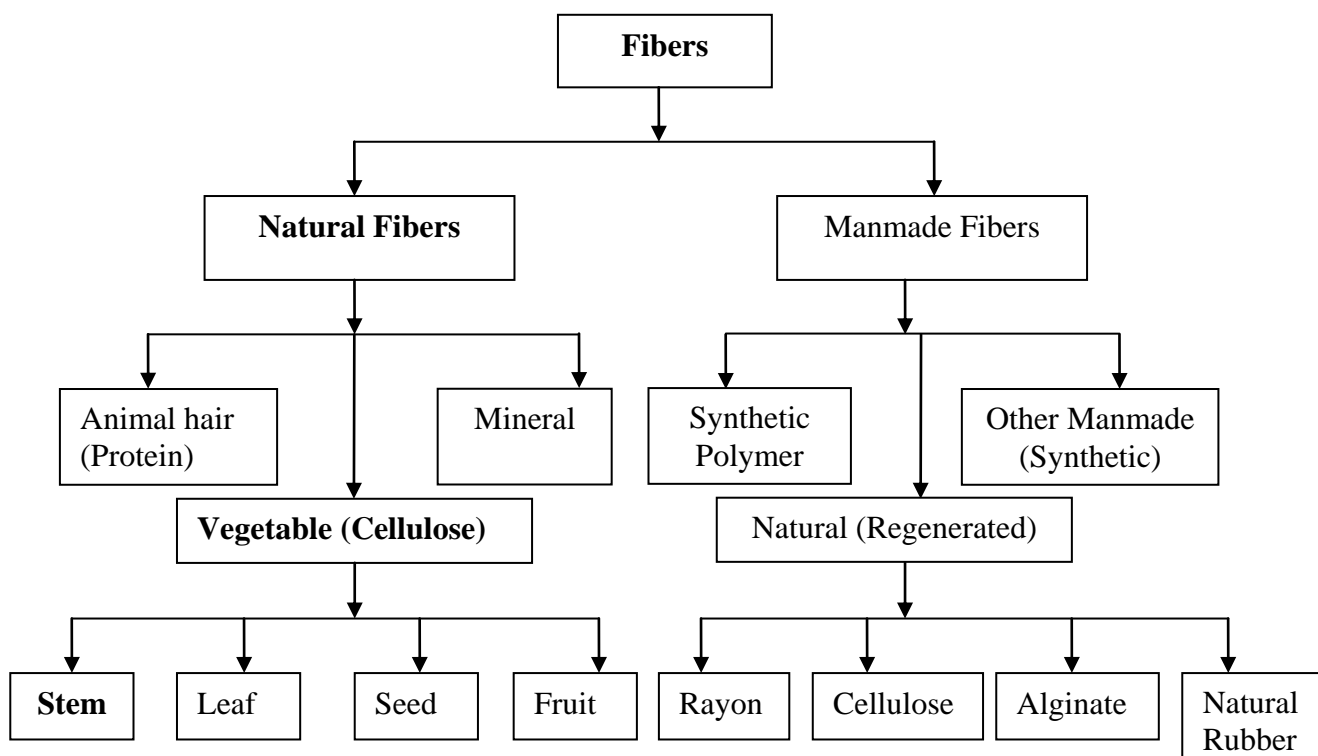 Fibers
Natural Fibers
Manmade Fibers
Animal hair
(Protein)
Mineral
Synthetic
Polymer
Other Manmade
(Synthetic)
Vegetable (Cellulose)
Natural (Regenerated)
Stem
Leaf
Seed
Fruit
Rayon
Cellulose
Alginate
Natural
Rubber